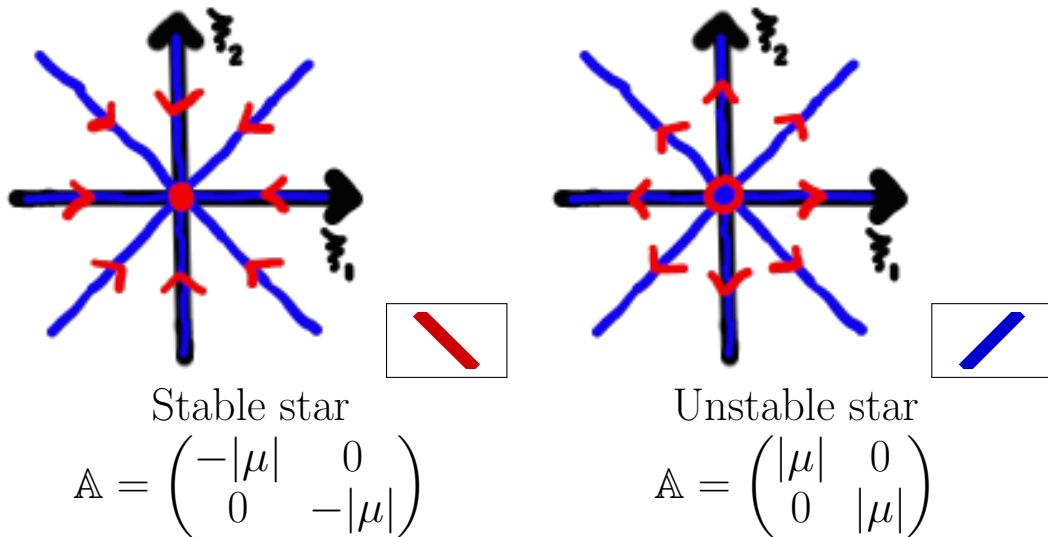 ξ₂ ξ₂
ξ₁ ξ₁
Stable star Unstable star
𝔸 = (−|μ| 0 / 0 −|μ|) 𝔸 = (|μ| 0 / 0 |μ|)